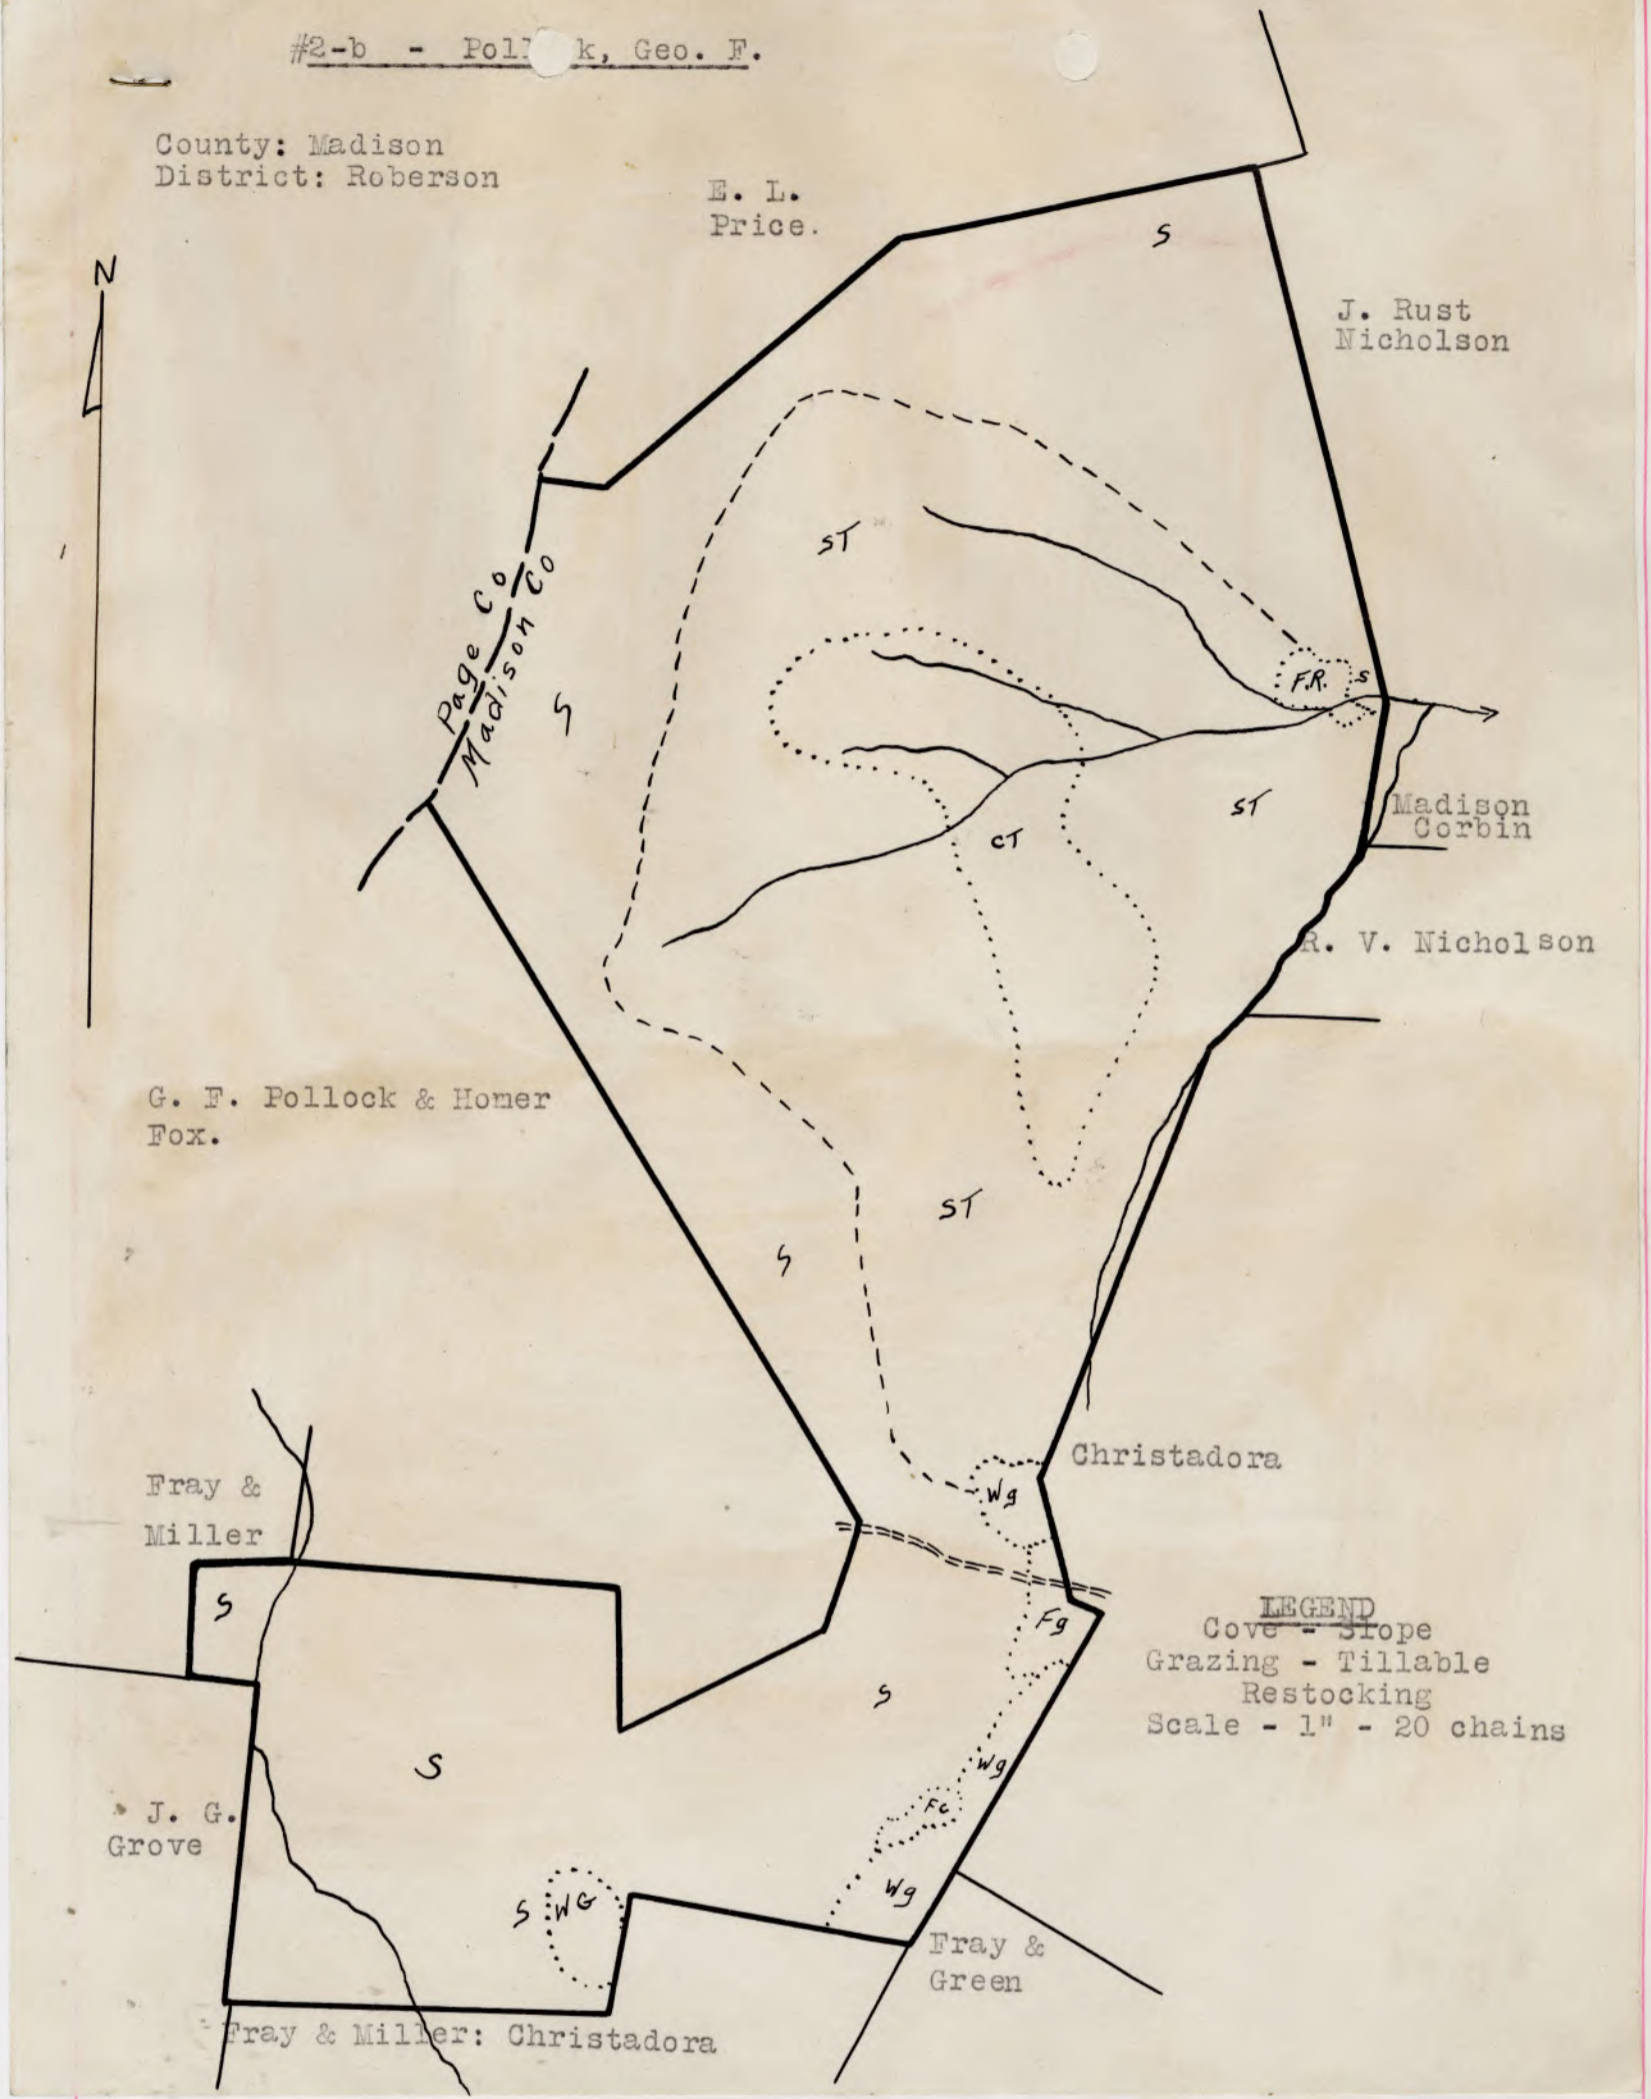 #2-b - Poll k, Geo. F.
County: Madison
District: Roberson
E. L.
Price.
N
S
J. Rust
Nicholson
ST
Page Co
Madison Co
S
F.R.
S
ST
CT
Madison
Corbin
R. V. Nicholson
G. F. Pollock & Homer
Fox.
ST
S
Christadora
Wg
Fray &
Miller
S
Fg
LEGEND
Cove - Slope
Grazing - Tillable
Restocking
Scale - 1" - 20 chains
S
S
Wg
Fc
J. G.
Grove
Wg
S
WG
Fray &
Green
Fray & Miller: Christadora